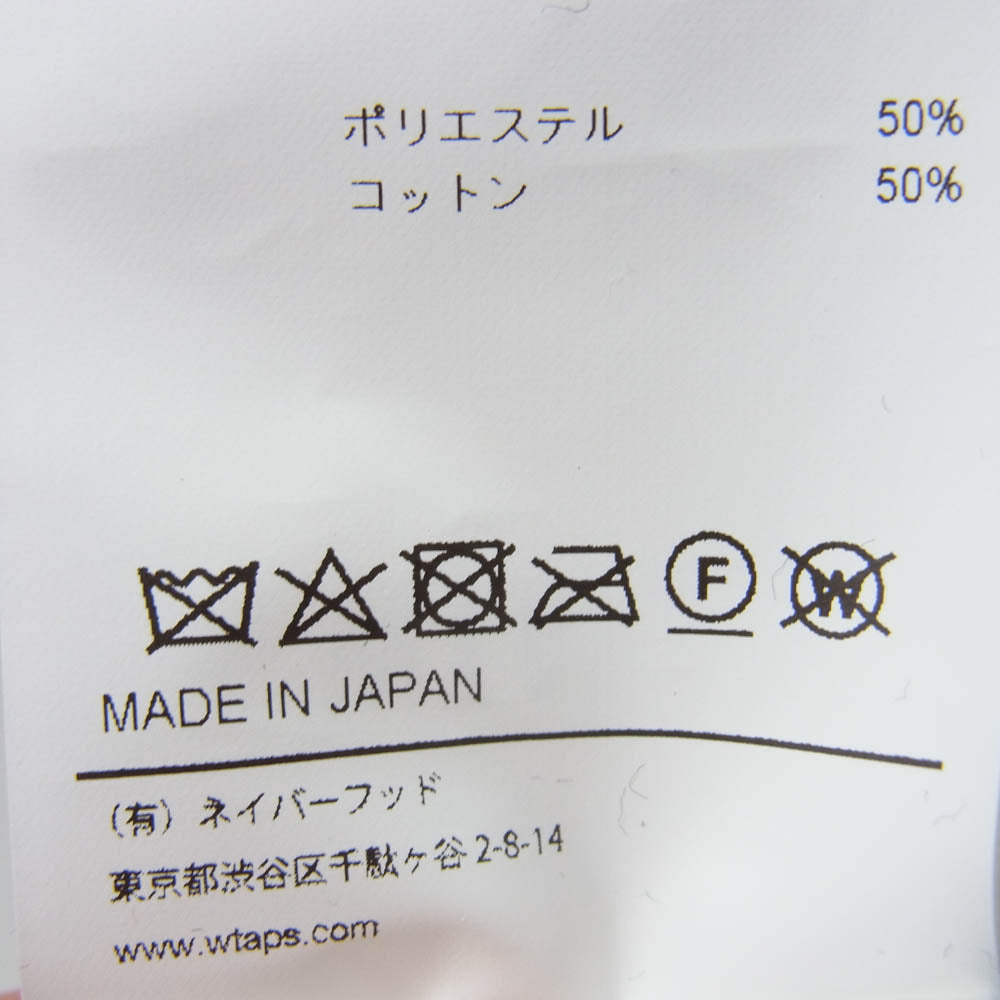 ポリエステル 50%
コットン 50%
F W
MADE IN JAPAN
(有) ネイバーフッド
東京都渋谷区千駄ヶ谷 2-8-14
www.wtaps.com